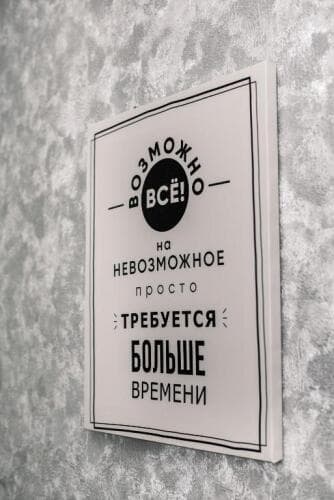 ВОЗМОЖНО
ВСЁ!
на
НЕВОЗМОЖНОЕ
просто
ТРЕБУЕТСЯ
БОЛЬШЕ
ВРЕМЕНИ